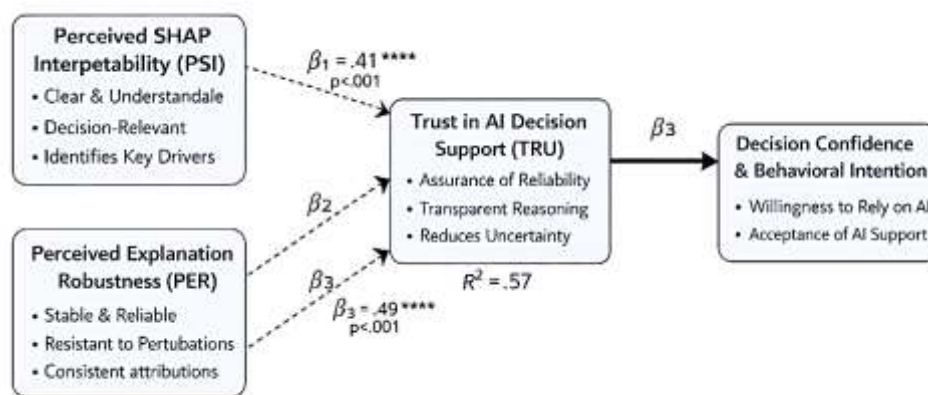 Perceived SHAP
Interpetability (PSI)
• Clear & Understandale
• Decision-Relevant
• Identifies Key Drivers
β1 = .41 ****
p<.001
Trust in AI Decision
Support (TRU)
• Assurance of Reliability
• Transparent Reasoning
• Reduces Uncertainty
R² = .57
β3
Decision Confidence
& Behavioral Intention
• Willingness to Rely on AI
• Acceptance of AI Support
β2
Perceived Explanation
Robustness (PER)
• Stable & Reliable
• Resistant to Pertubations
• Consistent attributions
β3
β3 = .49 ****
p<.001